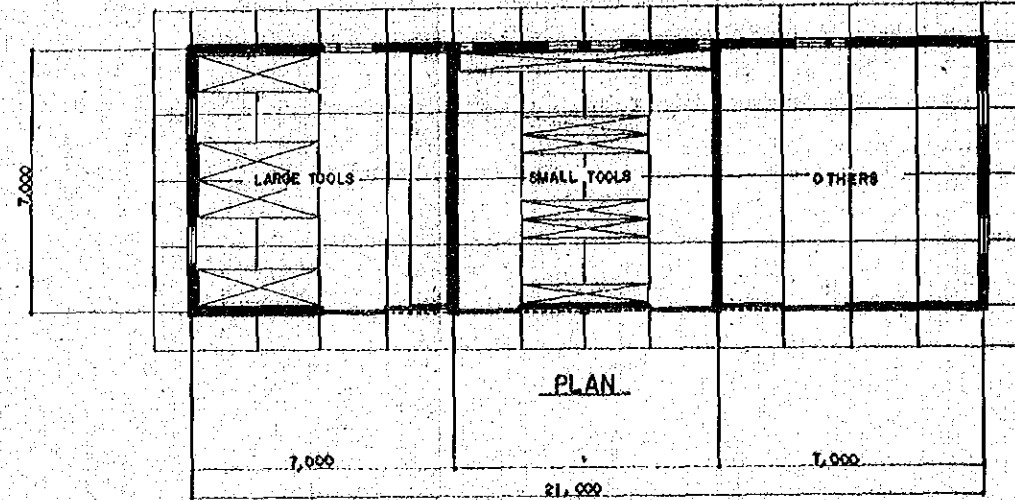 7,000
LARGE TOOLS
SMALL TOOLS
OTHERS
PLAN
7,000
7,000
21,000